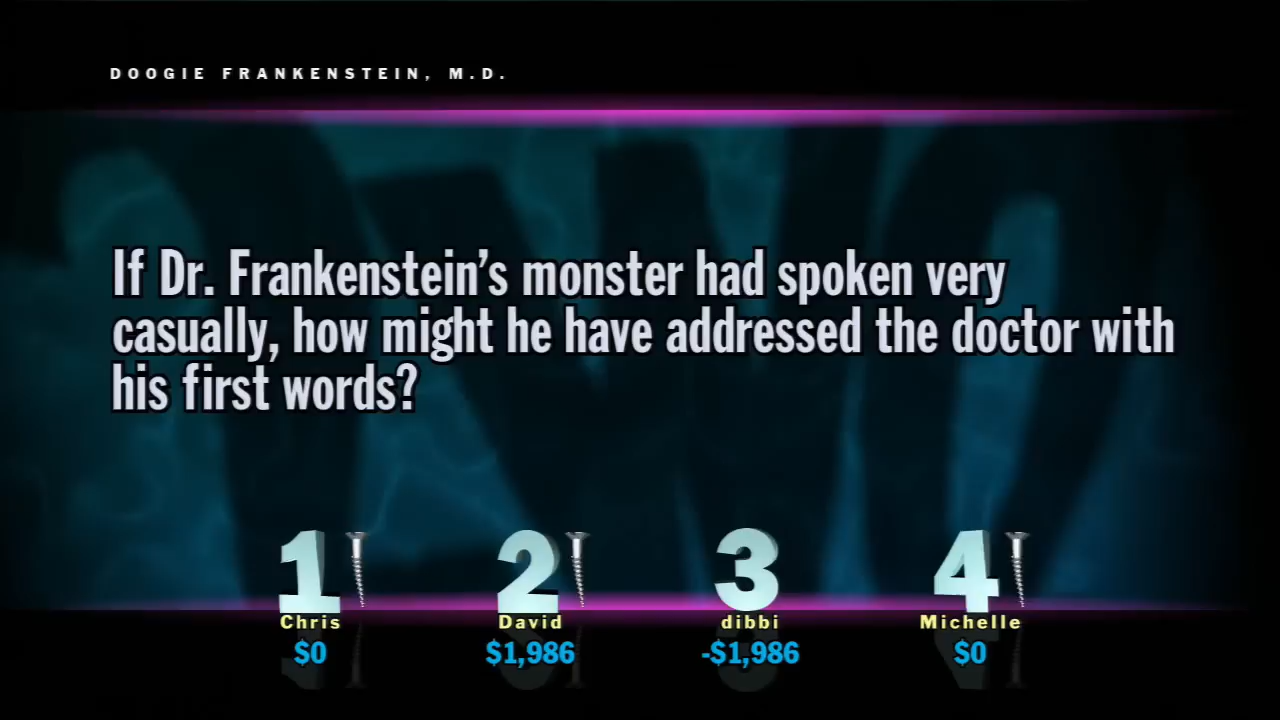 DOOGIE FRANKENSTEIN, M.D.
If Dr. Frankenstein's monster had spoken very
casually, how might he have addressed the doctor with
his first words?
1 2 3 4
Chris David dibbi Michelle
$0 $1,986 -$1,986 $0